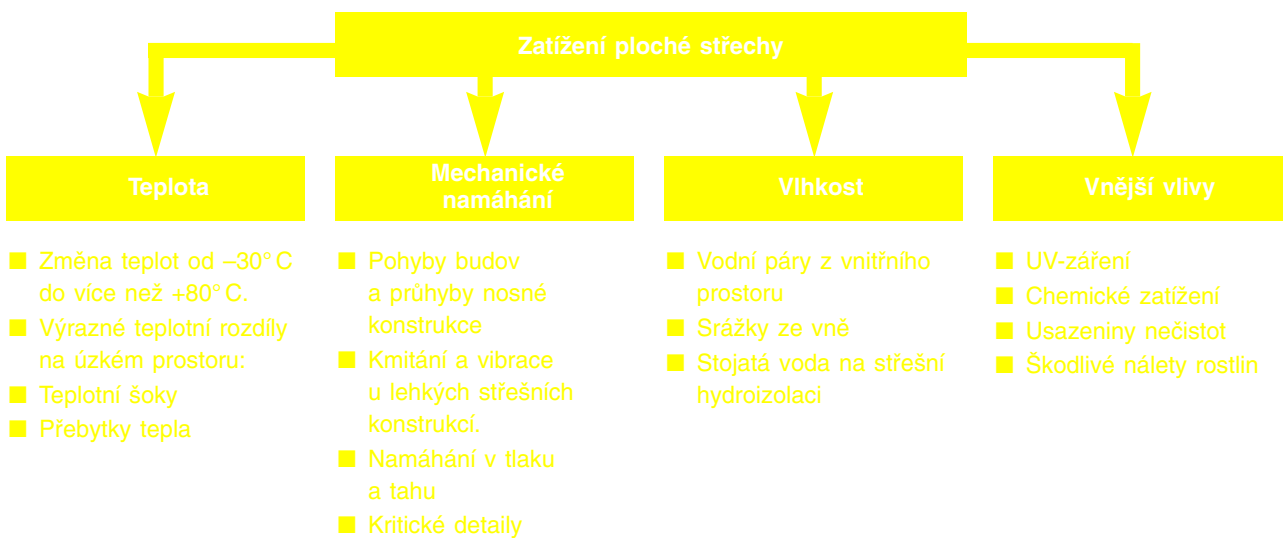 Zatížení ploché střechy
Teplota
■ Změna teplot od –30° C
do více než +80° C.
■ Výrazné teplotní rozdíly
na úzkém prostoru:
■ Teplotní šoky
■ Přebytky tepla
Mechanické
namáhání
■ Pohyby budov
a průhyby nosné
konstrukce
■ Kmitání a vibrace
u lehkých střešních
konstrukcí.
■ Namáhání v tlaku
a tahu
■ Kritické detaily
Vlhkost
■ Vodní páry z vnitřního
prostoru
■ Srážky ze vně
■ Stojatá voda na střešní
hydroizolaci
Vnější vlivy
■ UV-záření
■ Chemické zatížení
■ Usazeniny nečistot
■ Škodlivé nálety rostlin